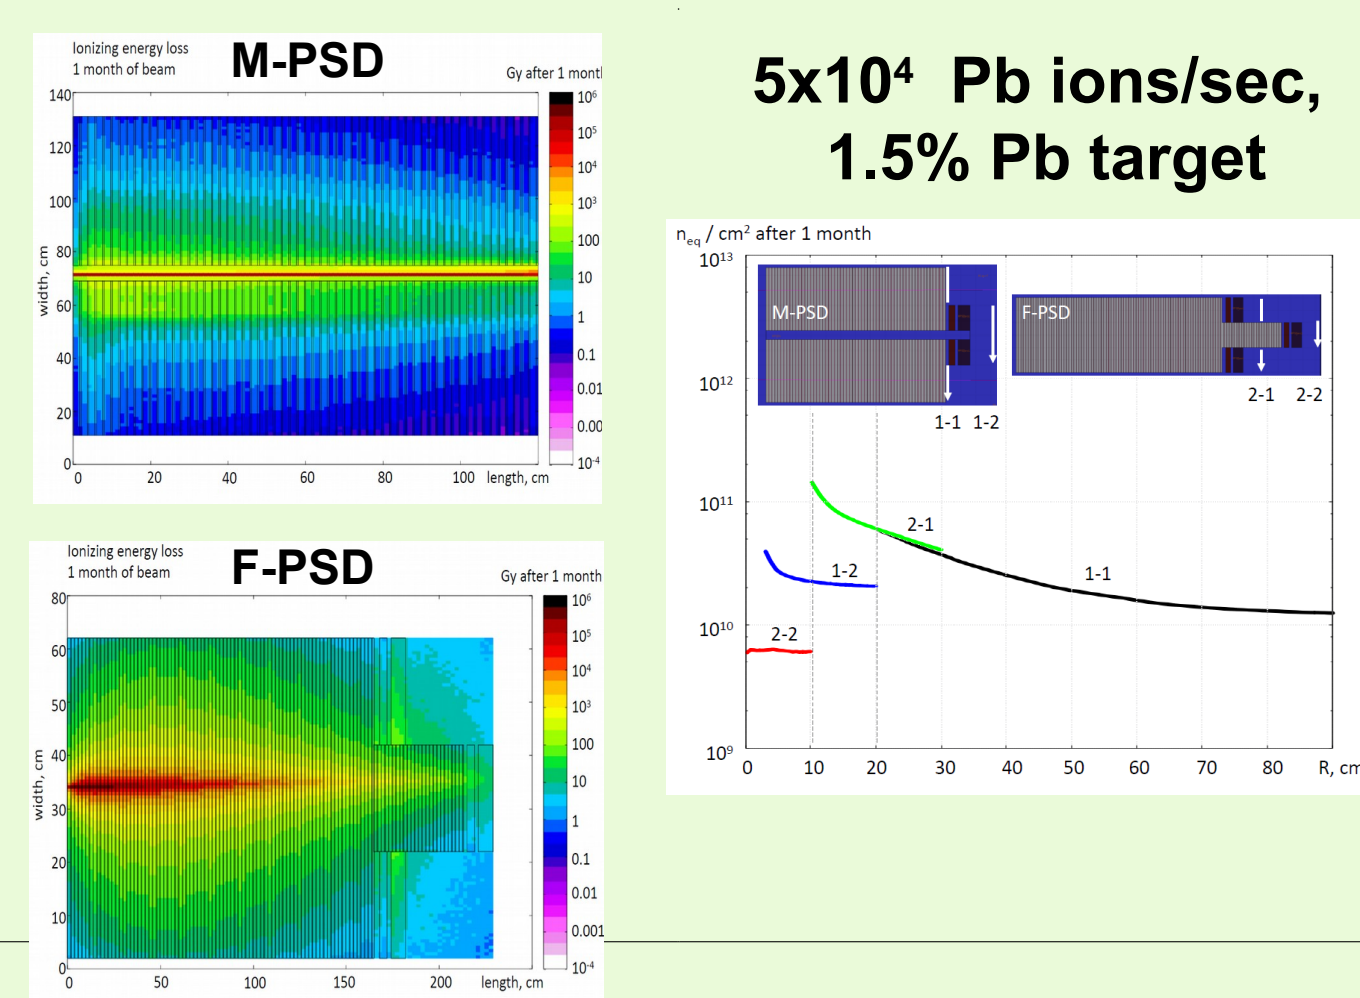 Ionizing energy loss
1 month of beam
M-PSD
Gy after 1 mont
width, cm
140
120
100
80
60
40
20
0
0 20 40 60 80 100 length, cm
10⁶
10⁵
10⁴
10³
100
10
1
0.1
0.01
0.00
10⁻⁴
Ionizing energy loss
1 month of beam
F-PSD
Gy after 1 month
width, cm
80
60
50
40
30
20
10
0
0 50 100 150 200 length, cm
10⁶
10⁵
10⁴
10³
100
10
1
0.1
0.01
0.001
10⁻⁴
5x10⁴ Pb ions/sec,
1.5% Pb target
n_eq / cm² after 1 month
10¹³
10¹²
10¹¹
10¹⁰
10⁹
M-PSD
F-PSD
1-1 1-2
2-1 2-2
2-1
1-2
1-1
2-2
0 10 20 30 40 50 60 70 80 R, cm